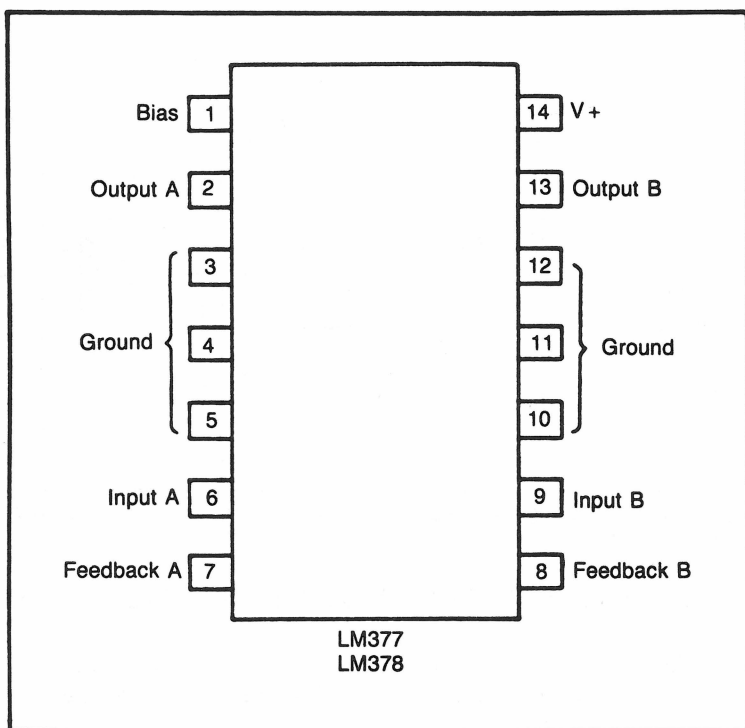 Bias 1 14 V +
Output A 2 13 Output B
3 12
Ground 4 11 Ground
5 10
Input A 6 9 Input B
Feedback A 7 8 Feedback B
LM377
LM378